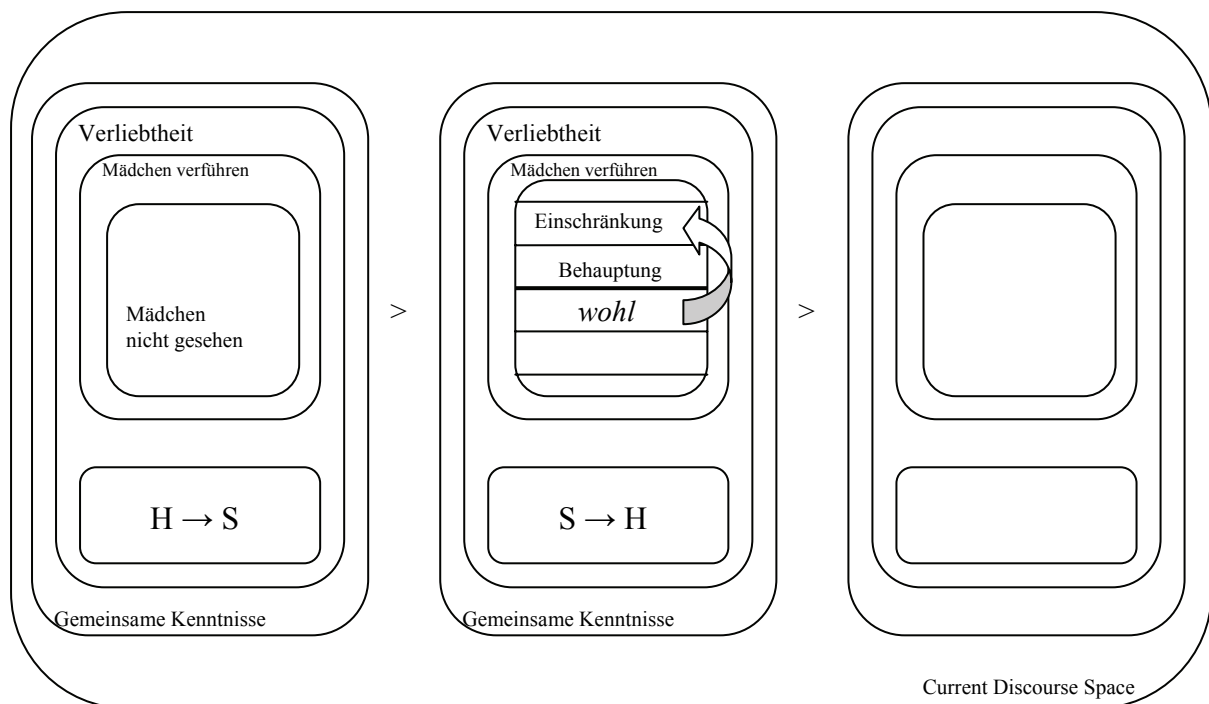 Verliebtheit
Mädchen verführen
Mädchen
nicht gesehen
H → S
Gemeinsame Kenntnisse
>
Verliebtheit
Mädchen verführen
Einschränkung
Behauptung
wohl
S → H
Gemeinsame Kenntnisse
>
Current Discourse Space